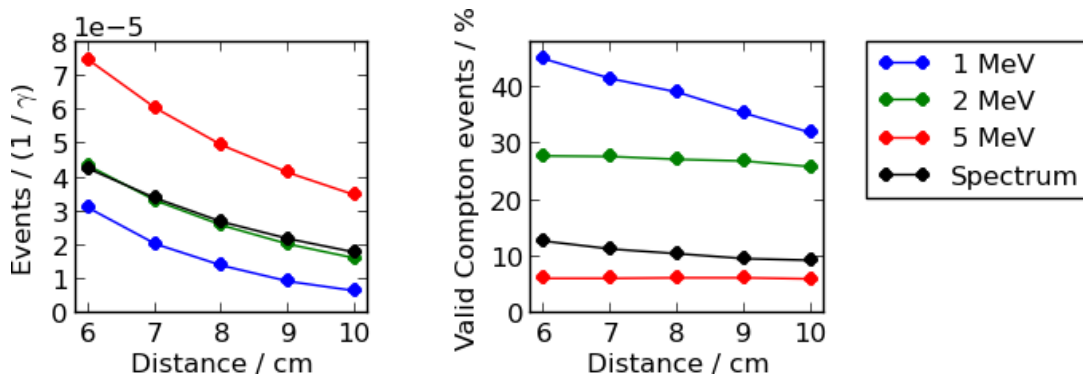 1e−5
8
7
6
5
4
3
2
1
0
Events / (1 / γ)
6 7 8 9 10
Distance / cm
40
30
20
10
0
Valid Compton events / %
6 7 8 9 10
Distance / cm
1 MeV
2 MeV
5 MeV
Spectrum